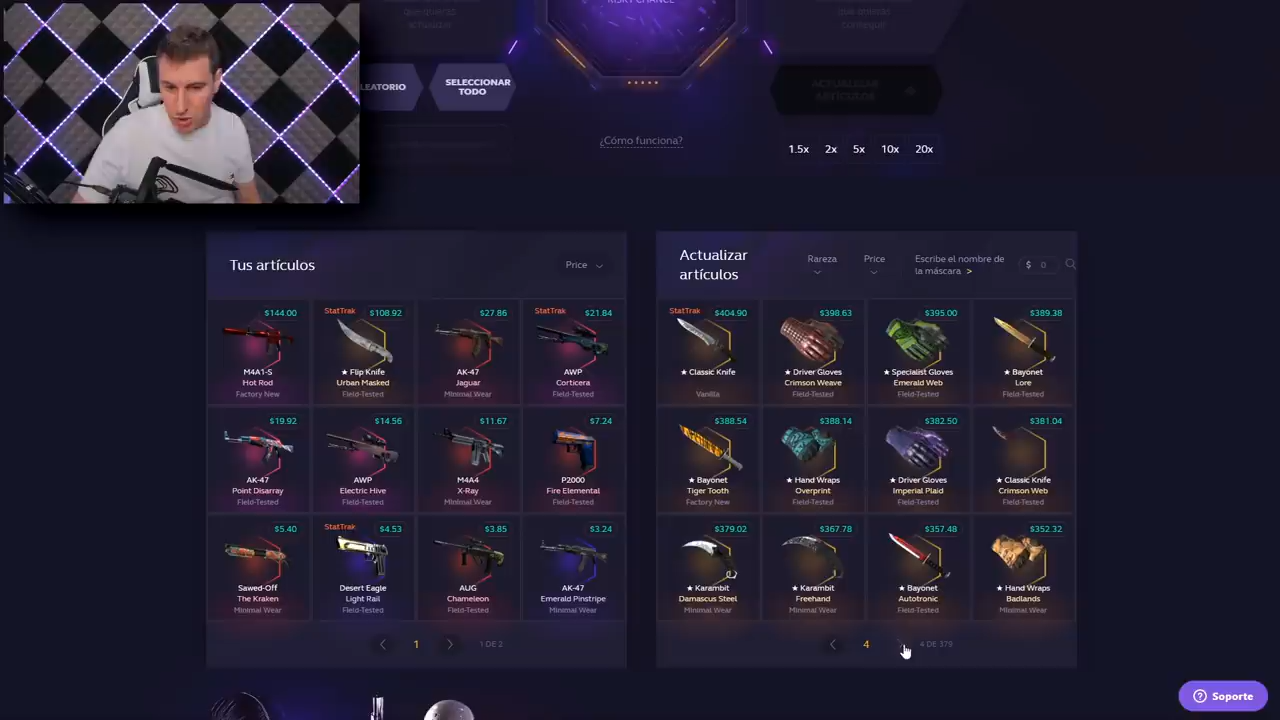 RISKY CHANCE
que quieras
actualizar
queántelo
conseguir
LEATORIO
SELECCIONAR
TODO
ACTUALIZAR
ARTÍCULOS
¿Cómo funciona?
1.5x 2x 5x 10x 20x
Tus artículos
Price
$144.00
M4A1-S
Hot Rod
Factory New
StatTrak $108.92
★ Flip Knife
Urban Masked
Field-Tested
$27.86
AK-47
Jaguar
Minimal Wear
StatTrak $21.84
AWP
Corticera
Field-Tested
$19.92
AK-47
Point Disarray
Field-Tested
$14.56
AWP
Electric Hive
Field-Tested
$11.67
M4A4
X-Ray
Minimal Wear
$7.24
P2000
Fire Elemental
Field-Tested
$5.40
Sawed-Off
The Kraken
Minimal Wear
StatTrak $4.53
Desert Eagle
Light Rail
Field-Tested
$3.85
AUG
Chameleon
Field-Tested
$3.24
AK-47
Emerald Pinstripe
Minimal Wear
1
1 DE 2
Actualizar
artículos
Rareza
Price
Escribe el nombre de
la máscara >
$ 0
StatTrak $404.90
★ Classic Knife
Vanilla
$398.63
★ Driver Gloves
Crimson Weave
Field-Tested
$395.00
★ Specialist Gloves
Emerald Web
Field-Tested
$389.38
★ Bayonet
Lore
Field-Tested
$388.54
★ Bayonet
Tiger Tooth
Factory New
$388.14
★ Hand Wraps
Overprint
Field-Tested
$382.50
★ Driver Gloves
Imperial Plaid
Field-Tested
$381.04
★ Classic Knife
Crimson Web
Field-Tested
$379.02
★ Karambit
Damascus Steel
Minimal Wear
$367.78
★ Karambit
Freehand
Minimal Wear
$357.48
★ Bayonet
Autotronic
Field-Tested
$352.32
★ Hand Wraps
Badlands
Minimal Wear
4
4 DE 379
Soporte